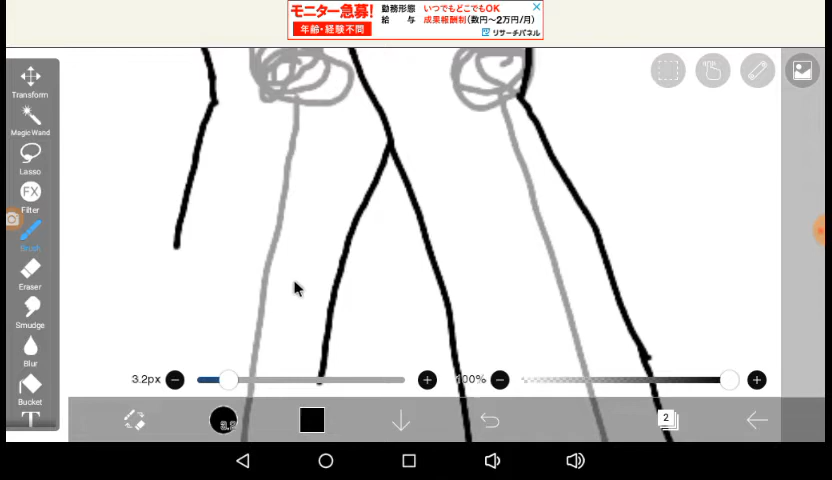 モニター急募!
年齢・経験不問
勤務形態 いつでもどこでもOK
給与 成果報酬制(数円〜2万円/月)
リサーチパネル
Transform
Magic Wand
Lasso
FX
Filter
Brush
Eraser
Smudge
Blur
Bucket
T
3.2px
100%
3.2
2